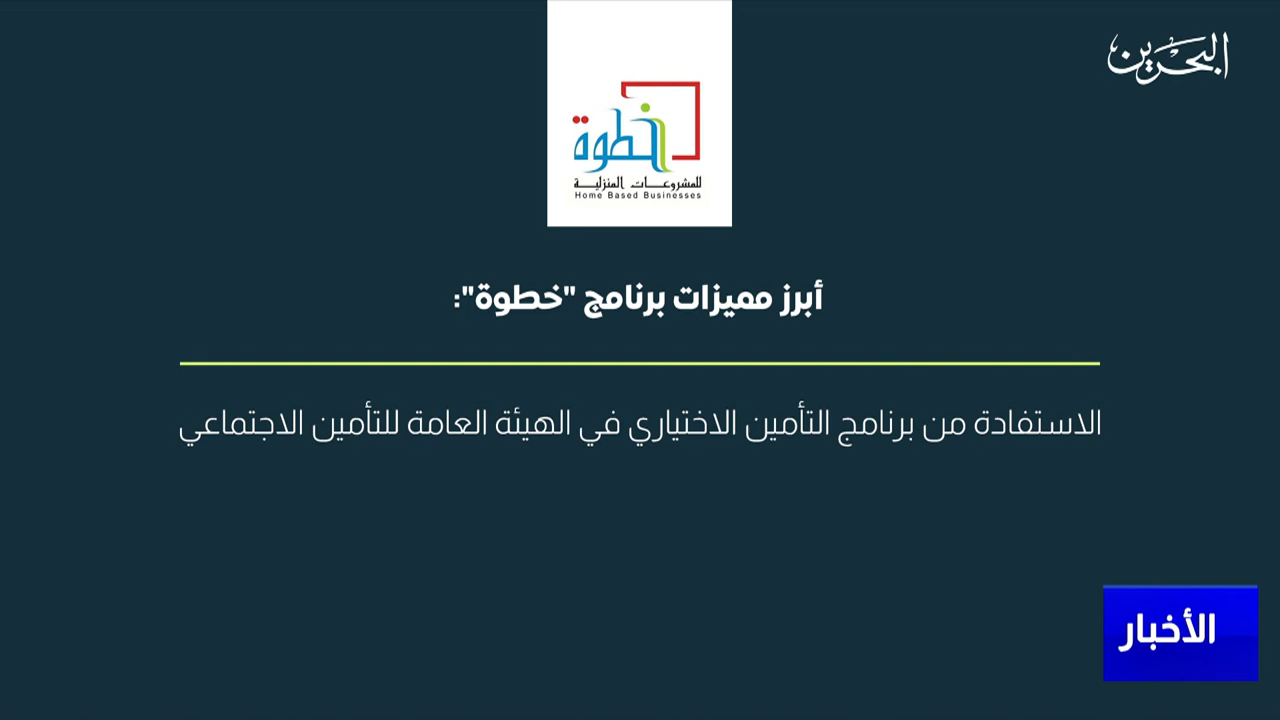 البحرين
خطوة
للمشروعات المنزلية
Home Based Businesses
أبرز مميزات برنامج "خطوة":
الاستفادة من برنامج التأمين الاختياري في الهيئة العامة للتأمين الاجتماعي
الأخبار